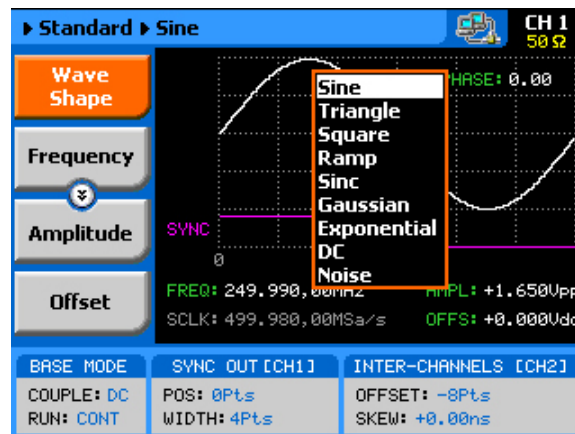 ▶ Standard ▶ Sine
CH 1
50 Ω
Wave
Shape
PHASE: 0.00
Sine
Triangle
Square
Ramp
Sinc
Gaussian
Exponential
DC
Noise
Frequency
Amplitude
SYNC
0
Offset
FREQ: 249.990,00MHz AMPL: +1.650Vpp
SCLK: 499.980,00MSa/s OFFS: +0.000Vdc
BASE MODE
COUPLE: DC
RUN: CONT
SYNC OUT [CH1]
POS: 0Pts
WIDTH: 4Pts
INTER-CHANNELS [CH2]
OFFSET: -8Pts
SKEW: +0.00ns